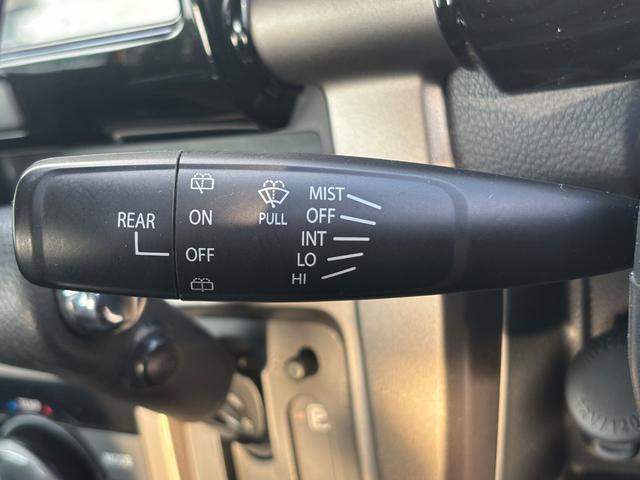 REAR
ON
OFF
PULL
MIST
OFF
INT
LO
HI